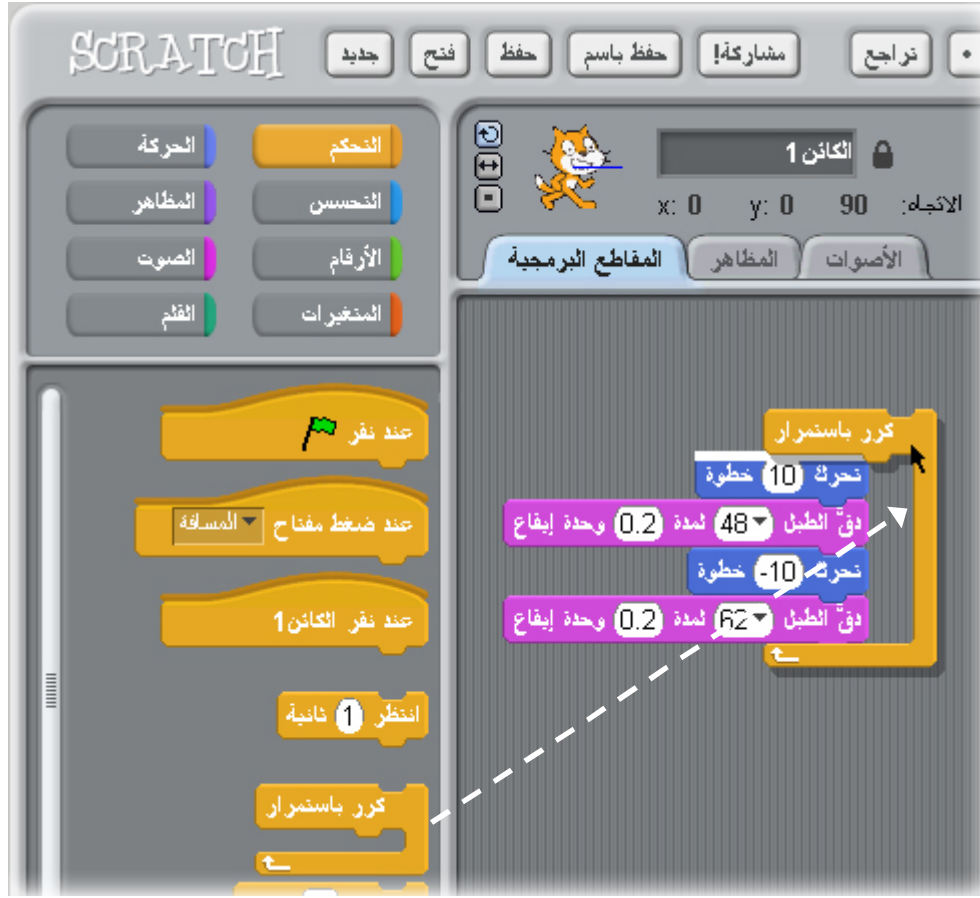 SCRATCH
جديد
فتح
حفظ
حفظ باسم
مشاركة!
تراجع
التحكم
الحركة
التحسس
المظاهر
الأرقام
الصوت
المتغيرات
القلم
الكائن 1
الاتجاه: 90 y: 0 x: 0
المقاطع البرمجية
المظاهر
الأصوات
عند نقر
عند ضغط مفتاح المسافة
عند نقر الكائن1
انتظر 1 ثانية
كرر باستمرار
كرر باستمرار
تحرك 10 خطوة
دقّ الطبل 48 لمدة 0.2 وحدة إيقاع
تحرك -10 خطوة
دقّ الطبل 62 لمدة 0.2 وحدة إيقاع